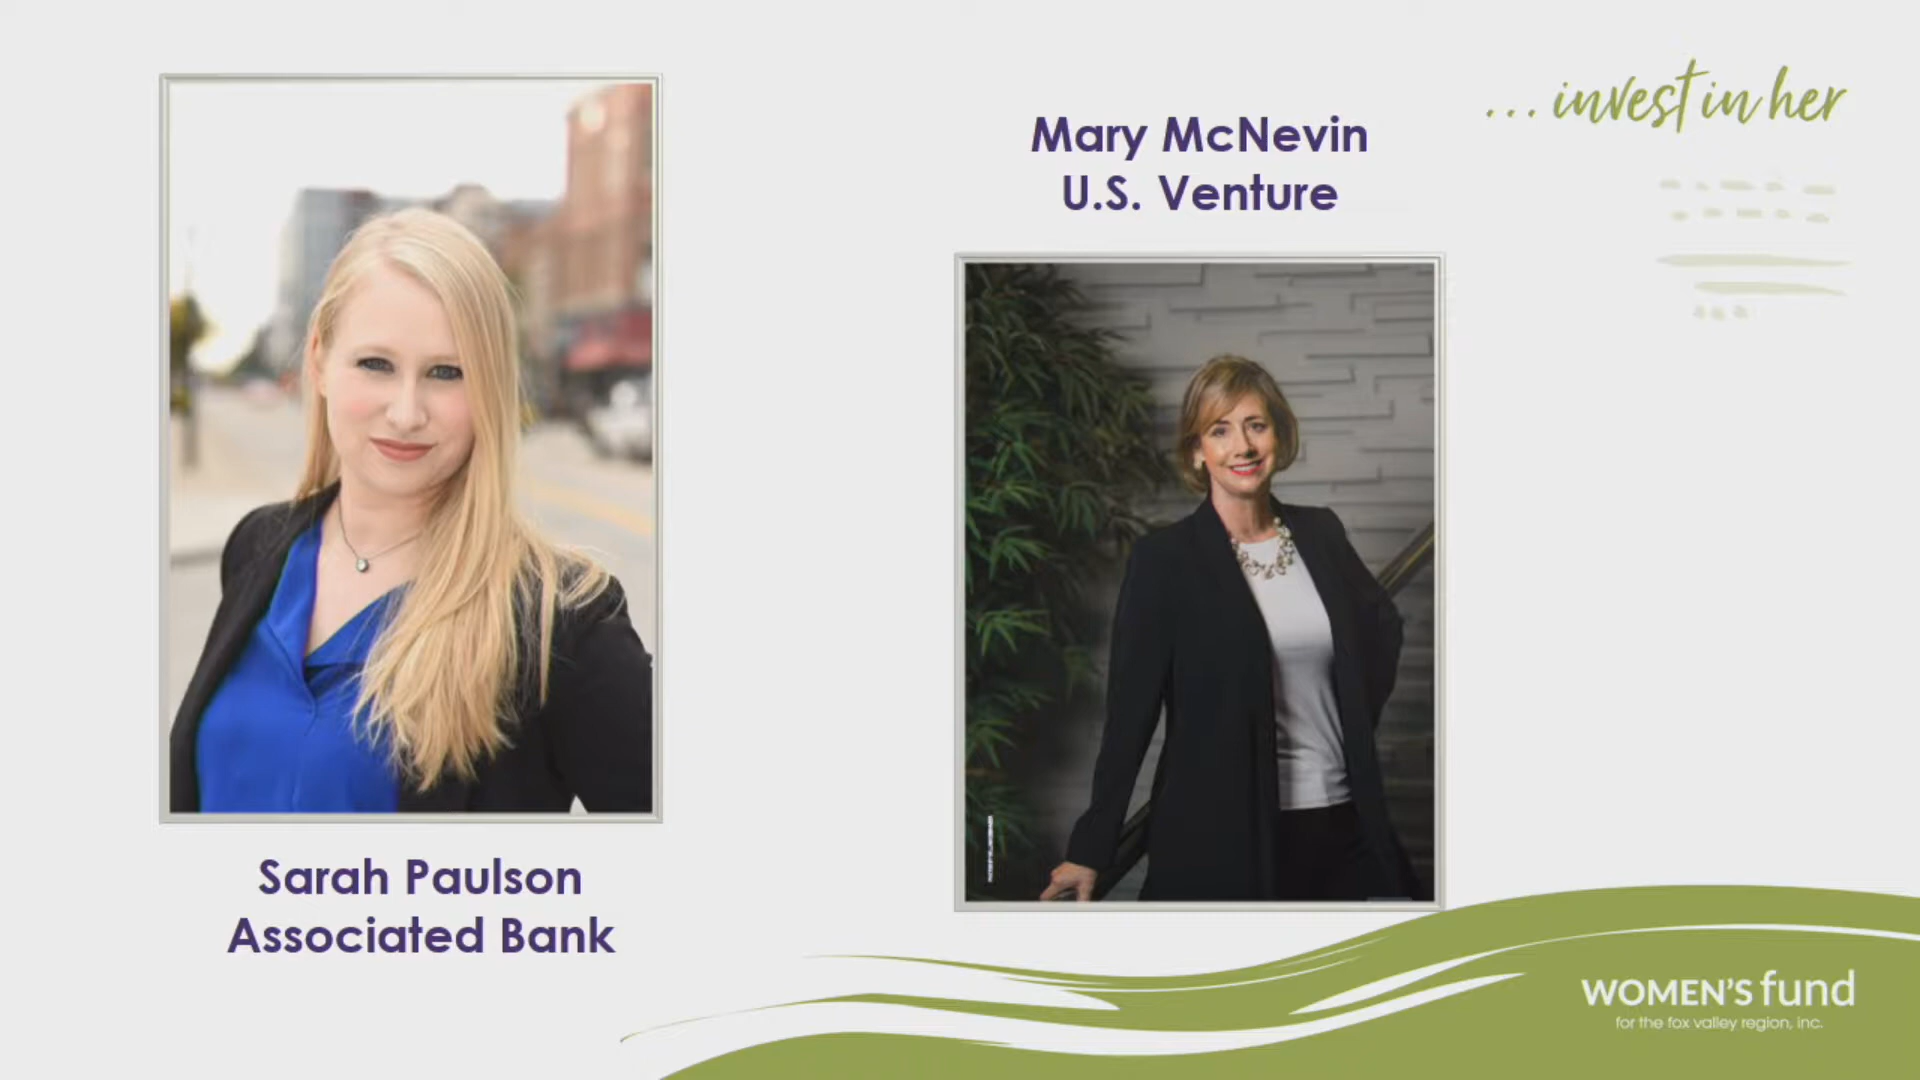 ... invest in her
Mary McNevin
U.S. Venture
Sarah Paulson
Associated Bank
WOMEN'S fund
for the fox valley region, inc.